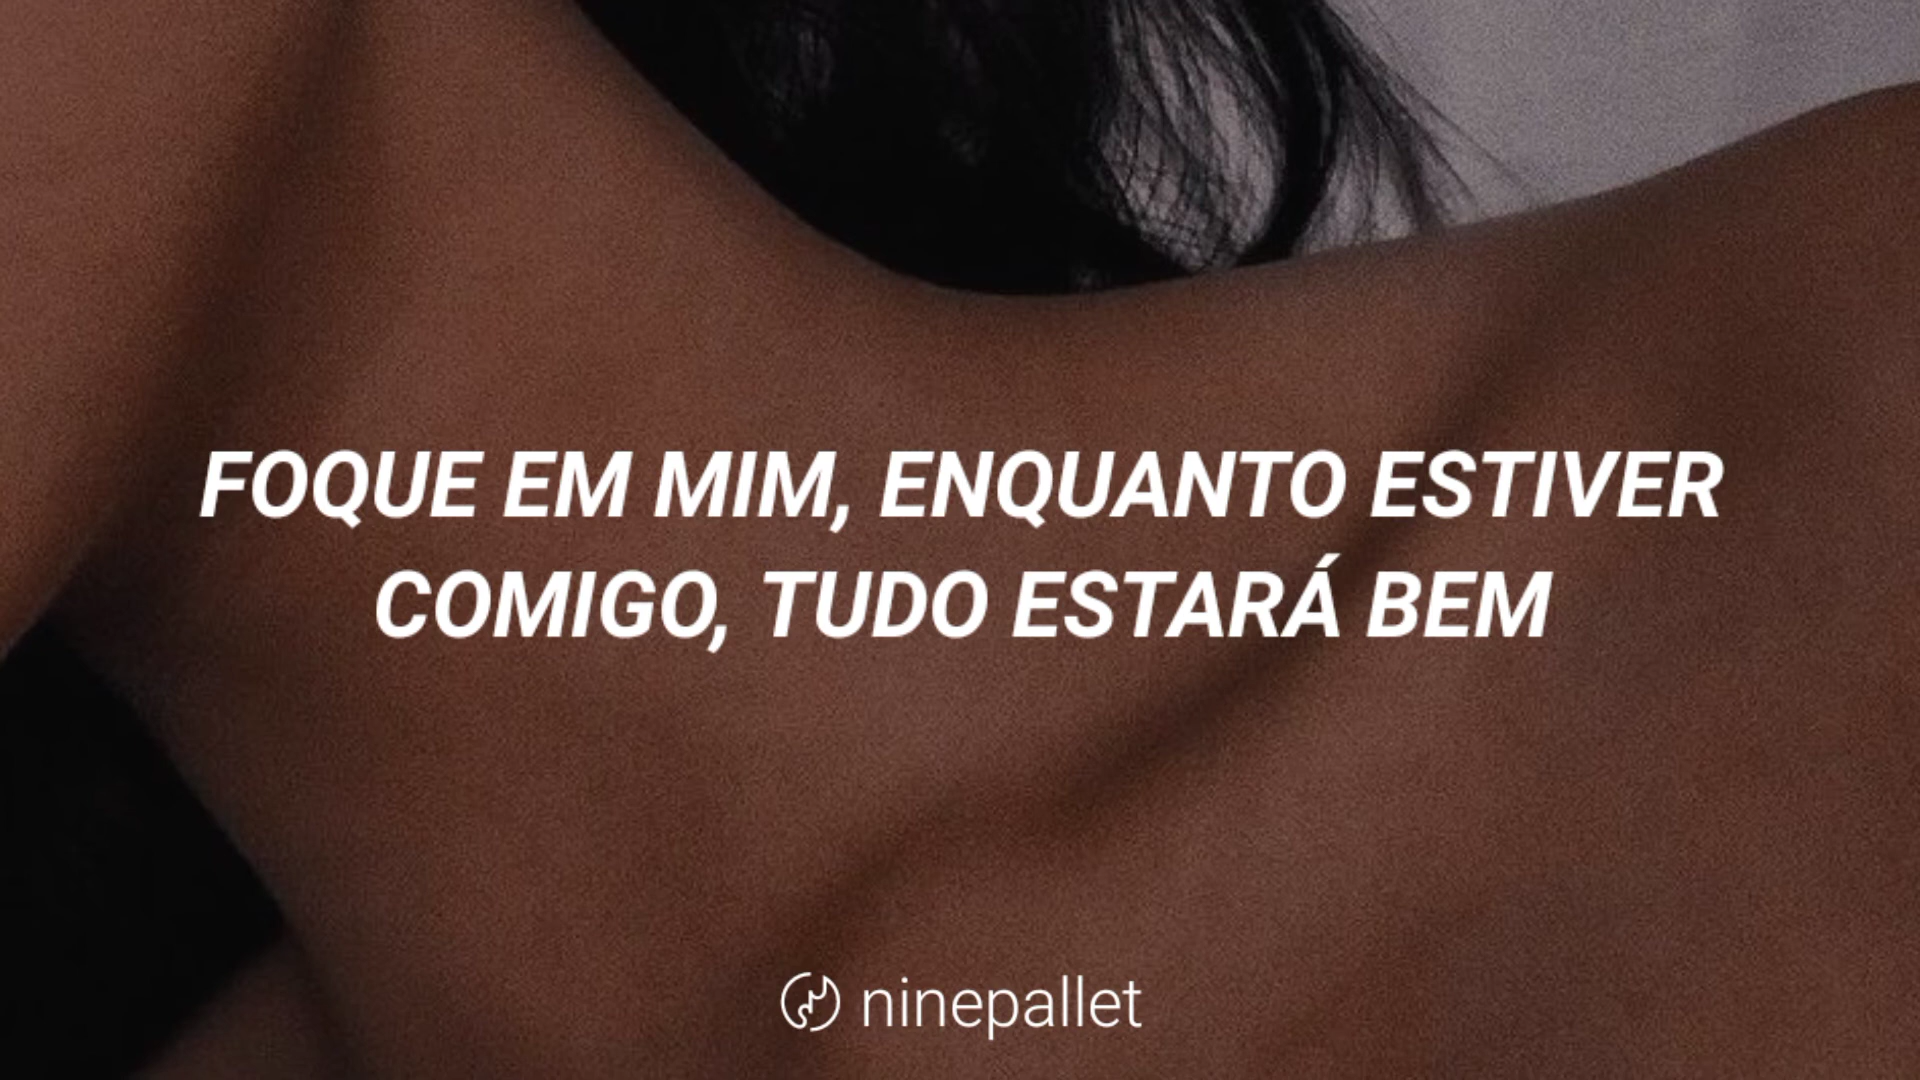 FOQUE EM MIM, ENQUANTO ESTIVER
COMIGO, TUDO ESTARÁ BEM
ninepallet